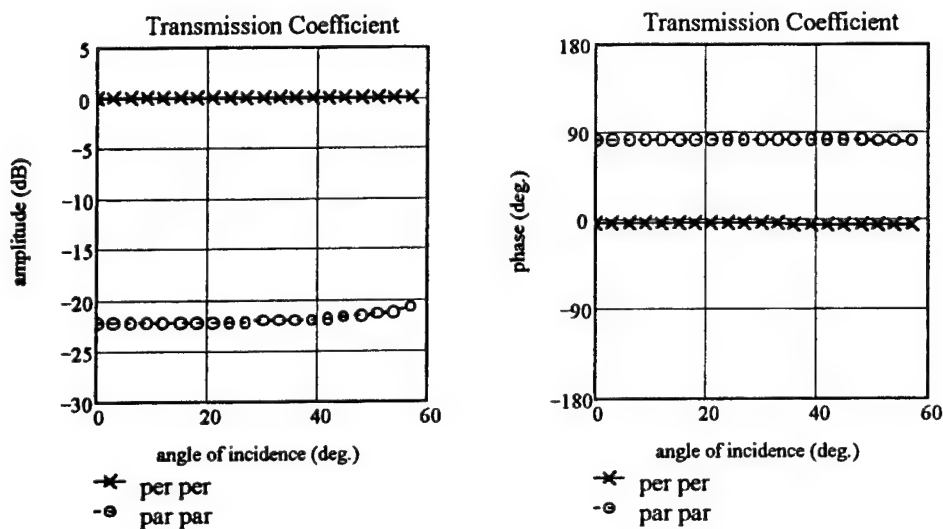 Transmission Coefficient
5
0
−5
−10
−15
−20
−25
−30
0
20
40
60
amplitude (dB)
angle of incidence (deg.)
per per
par par
Transmission Coefficient
180
90
0
−90
−180
0
20
40
60
phase (deg.)
angle of incidence (deg.)
per per
par par